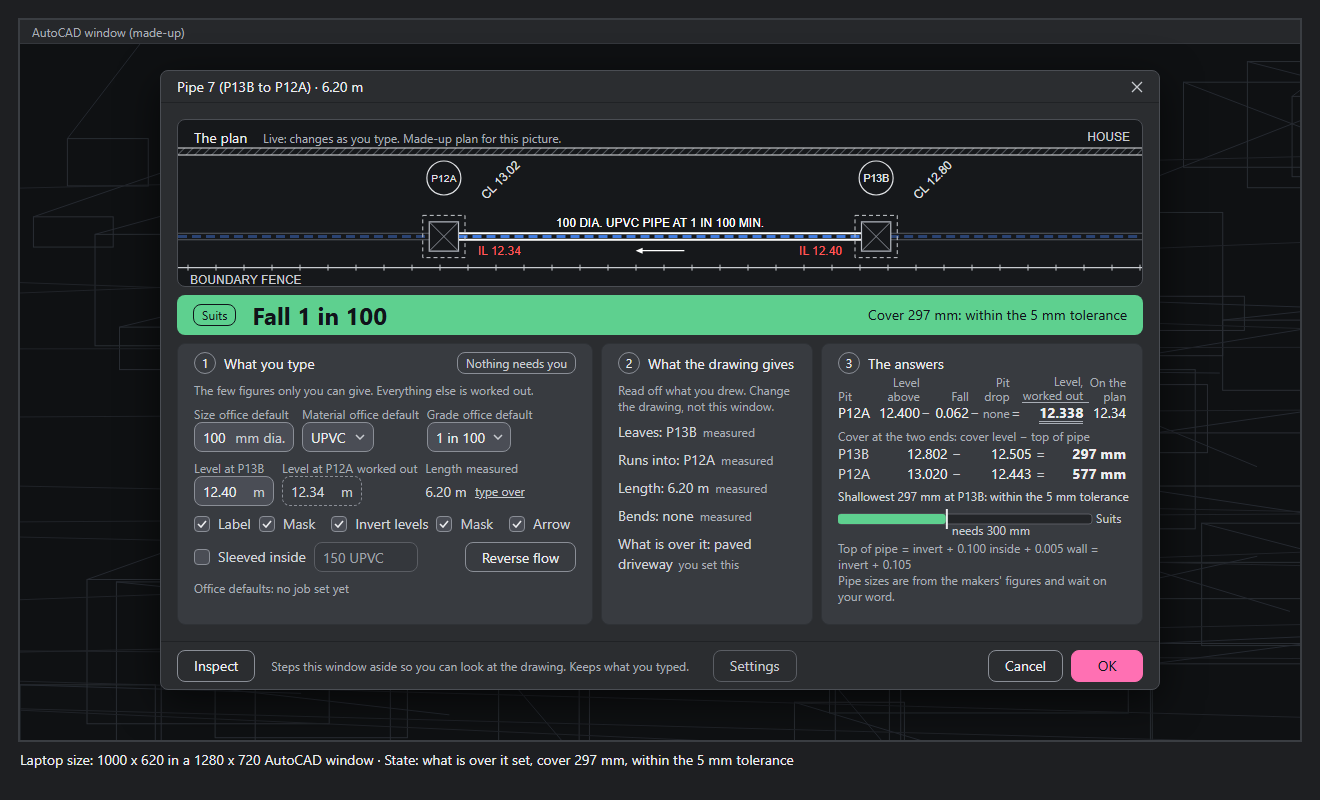 AutoCAD window (made-up)
Pipe 7 (P13B to P12A) · 6.20 m
The plan Live: changes as you type. Made-up plan for this picture. HOUSE
P12A CL 13.02 P13B CL 12.80
100 DIA. UPVC PIPE AT 1 IN 100 MIN.
IL 12.34 IL 12.40
BOUNDARY FENCE
Suits Fall 1 in 100 Cover 297 mm: within the 5 mm tolerance
1 What you type Nothing needs you
The few figures only you can give. Everything else is worked out.
Size office default Material office default Grade office default
100 mm dia. UPVC 1 in 100
Level at P13B Level at P12A worked out Length measured
12.40 m 12.34 m 6.20 m type over
Label Mask Invert levels Mask Arrow
Sleeved inside 150 UPVC Reverse flow
Office defaults: no job set yet
2 What the drawing gives
Read off what you drew. Change
the drawing, not this window.
Leaves: P13B measured
Runs into: P12A measured
Length: 6.20 m measured
Bends: none measured
What is over it: paved
driveway you set this
3 The answers
Pit Level above Fall Pit drop Level, worked out On the plan
P12A 12.400 − 0.062 − none = 12.338 12.34
Cover at the two ends: cover level − top of pipe
P13B 12.802 − 12.505 = 297 mm
P12A 13.020 − 12.443 = 577 mm
Shallowest 297 mm at P13B: within the 5 mm tolerance
Suits
needs 300 mm
Top of pipe = invert + 0.100 inside + 0.005 wall =
invert + 0.105
Pipe sizes are from the makers' figures and wait on
your word.
Inspect Steps this window aside so you can look at the drawing. Keeps what you typed. Settings Cancel OK
Laptop size: 1000 x 620 in a 1280 x 720 AutoCAD window · State: what is over it set, cover 297 mm, within the 5 mm tolerance